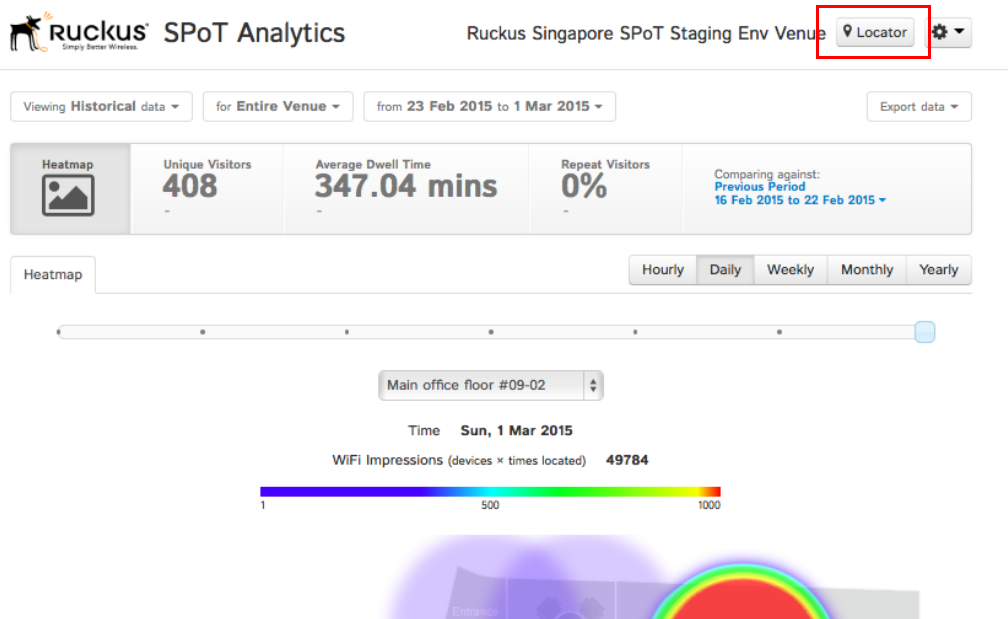 Ruckus®
Simply Better Wireless.
SPoT Analytics
Ruckus Singapore SPoT Staging Env Venue
Locator
Viewing Historical data
for Entire Venue
from 23 Feb 2015 to 1 Mar 2015
Export data
Heatmap
Unique Visitors
408
-
Average Dwell Time
347.04 mins
-
Repeat Visitors
0%
-
Comparing against:
Previous Period
16 Feb 2015 to 22 Feb 2015
Heatmap
Hourly
Daily
Weekly
Monthly
Yearly
Main office floor #09-02
Time Sun, 1 Mar 2015
WiFi Impressions (devices × times located) 49784
1 500 1000
Entrance